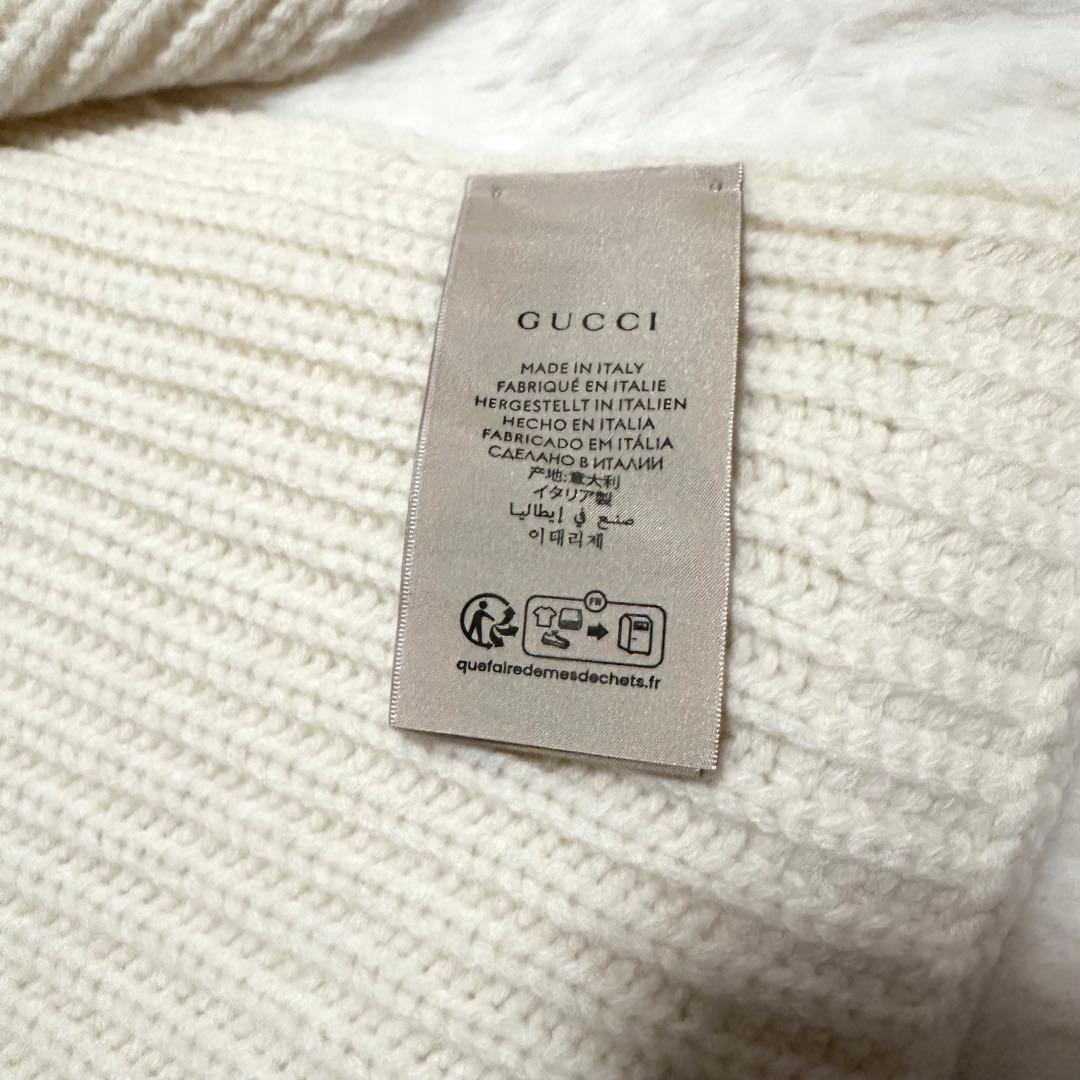 GUCCI
MADE IN ITALY
FABRIQUÉ EN ITALIE
HERGESTELLT IN ITALIEN
HECHO EN ITALIA
FABRICADO EM ITÁLIA
СДЕЛАНО В ИТАЛИИ
产地:意大利
イタリア製
صنع في إيطاليا
이태리제
FR
quefairedemesdechets.fr